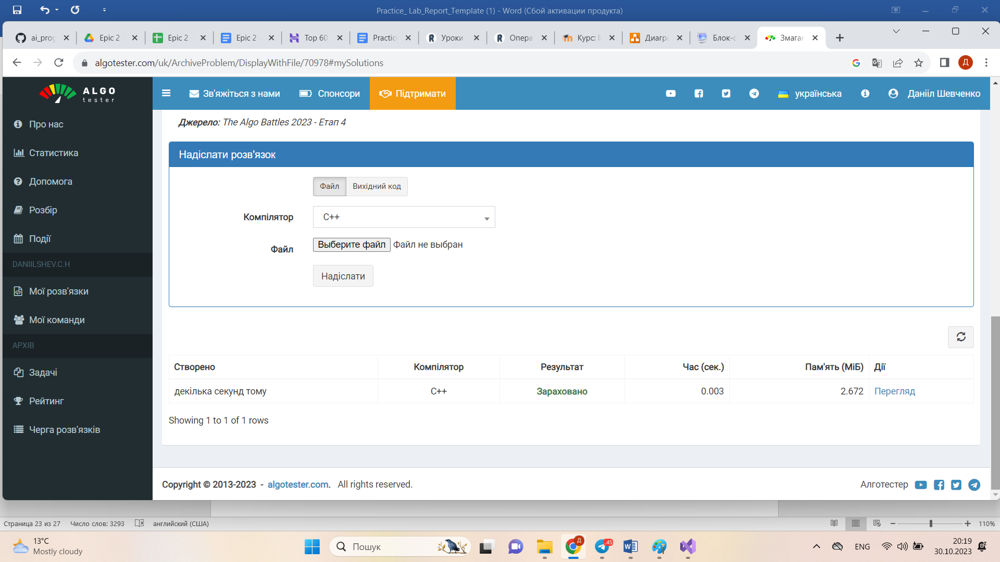 Practice_ Lab_Report_Template (1) - Word (Сбой активации продукта)
ai_prog
Epic 2
Epic 2 -
Epic 2 -
Top 60
Practice
Уроки
Опера
Курс: І
Диагра
Блок-с
Змаган
algotester.com/uk/ArchiveProblem/DisplayWithFile/70978#mySolutions
Д
ALGO
tester
Зв'яжіться з нами
Спонсори
Підтримати
українська
Данііл Шевченко
Про нас
Статистика
Допомога
Розбір
Події
DANIILSHEV.C.H
Мої розв'язки
Мої команди
АРХІВ
Задачі
Рейтинг
Черга розв'язків
Джерело: The Algo Battles 2023 - Етап 4
Надіслати розв'язок
Файл
Вихідний код
Компілятор
C++
Файл
Выберите файл Файл не выбран
Надіслати
Створено Компілятор Результат Час (сек.) Пам'ять (МіБ) Дії
декілька секунд тому C++ Зараховано 0.003 2.672 Перегляд
Showing 1 to 1 of 1 rows
Copyright © 2013-2023 - algotester.com. All rights reserved.
Алготестер
Страница 23 из 27 Число слов: 3293 английский (США)
110%
13°C
Mostly cloudy
Пошук
Д
45
ENG
20:19
30.10.2023